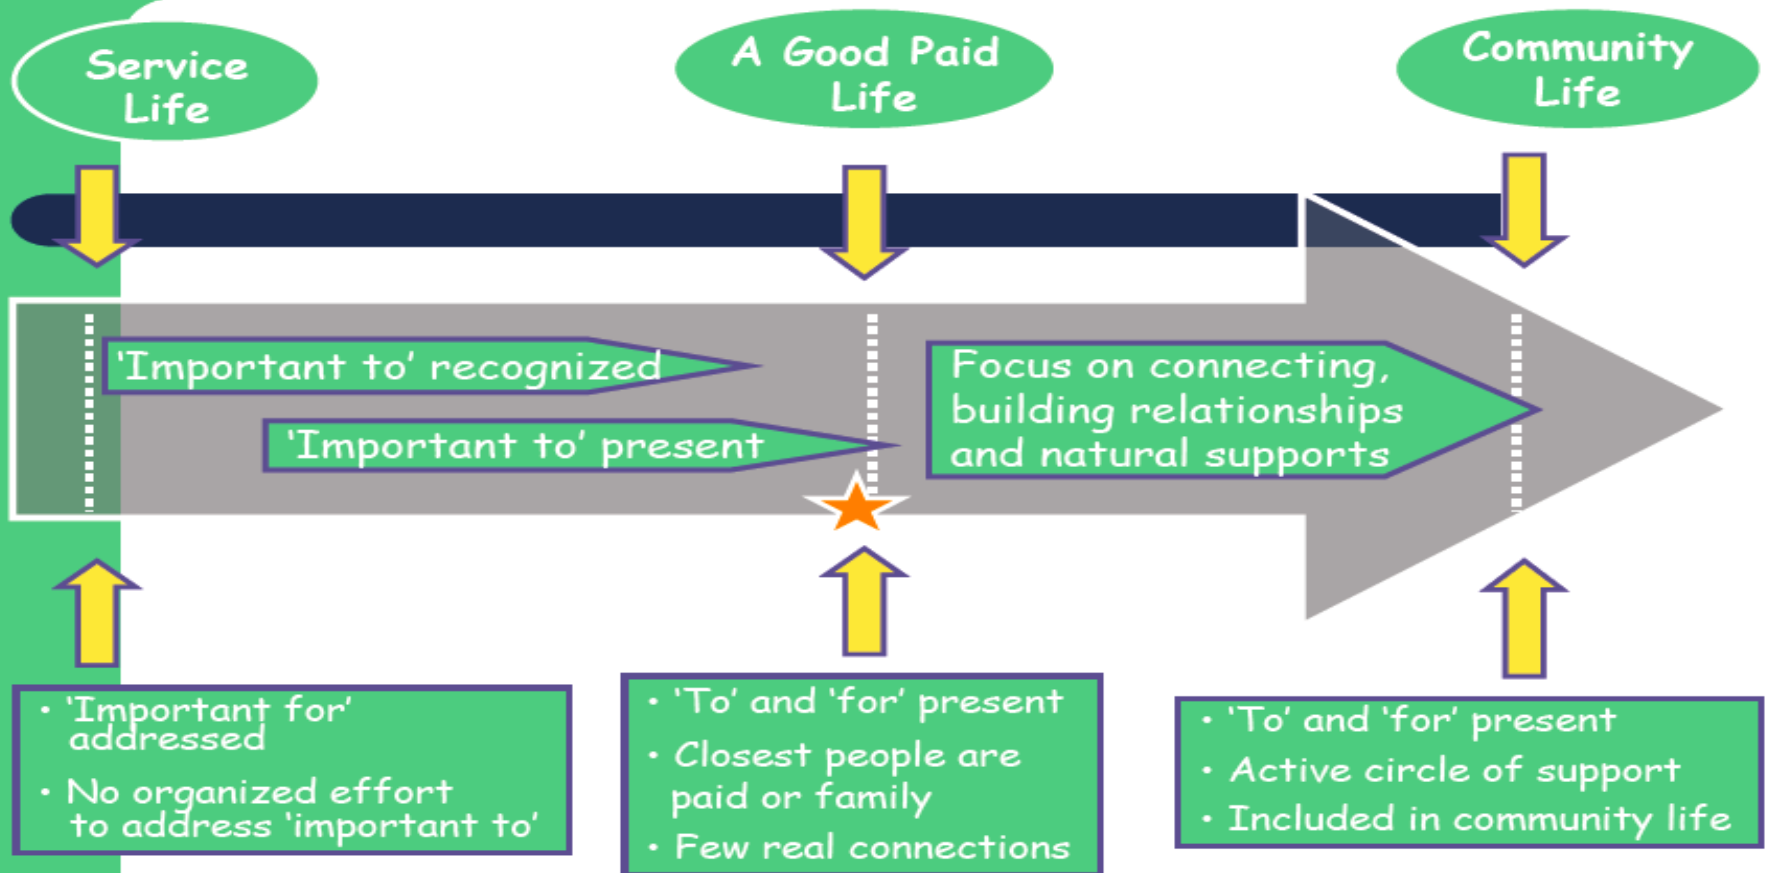 Service
Life
A Good Paid
Life
Community
Life
‘Important to’ recognized
‘Important to’ present
Focus on connecting,
building relationships
and natural supports
• ‘Important for’
addressed
• No organized effort
to address ‘important to’
• ‘To’ and ‘for’ present
• Closest people are
paid or family
• Few real connections
• ‘To’ and ‘for’ present
• Active circle of support
• Included in community life